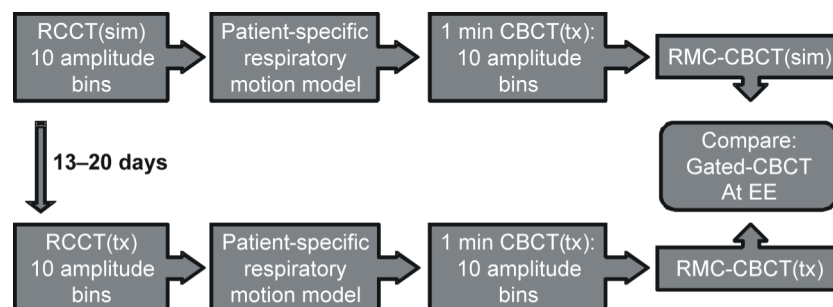 RCCT(sim)
10 amplitude
bins
Patient-specific
respiratory
motion model
1 min CBCT(tx):
10 amplitude
bins
RMC-CBCT(sim)
13–20 days
Compare:
Gated-CBCT
At EE
RCCT(tx)
10 amplitude
bins
Patient-specific
respiratory
motion model
1 min CBCT(tx):
10 amplitude
bins
RMC-CBCT(tx)